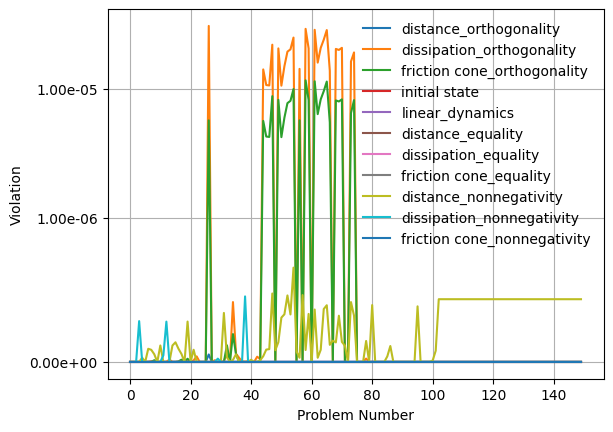 distance_orthogonality
dissipation_orthogonality
friction cone_orthogonality
initial state
linear_dynamics
distance_equality
dissipation_equality
friction cone_equality
distance_nonnegativity
dissipation_nonnegativity
friction cone_nonnegativity
1.00e-05
1.00e-06
0.00e+00
Violation
0 20 40 60 80 100 120 140
Problem Number